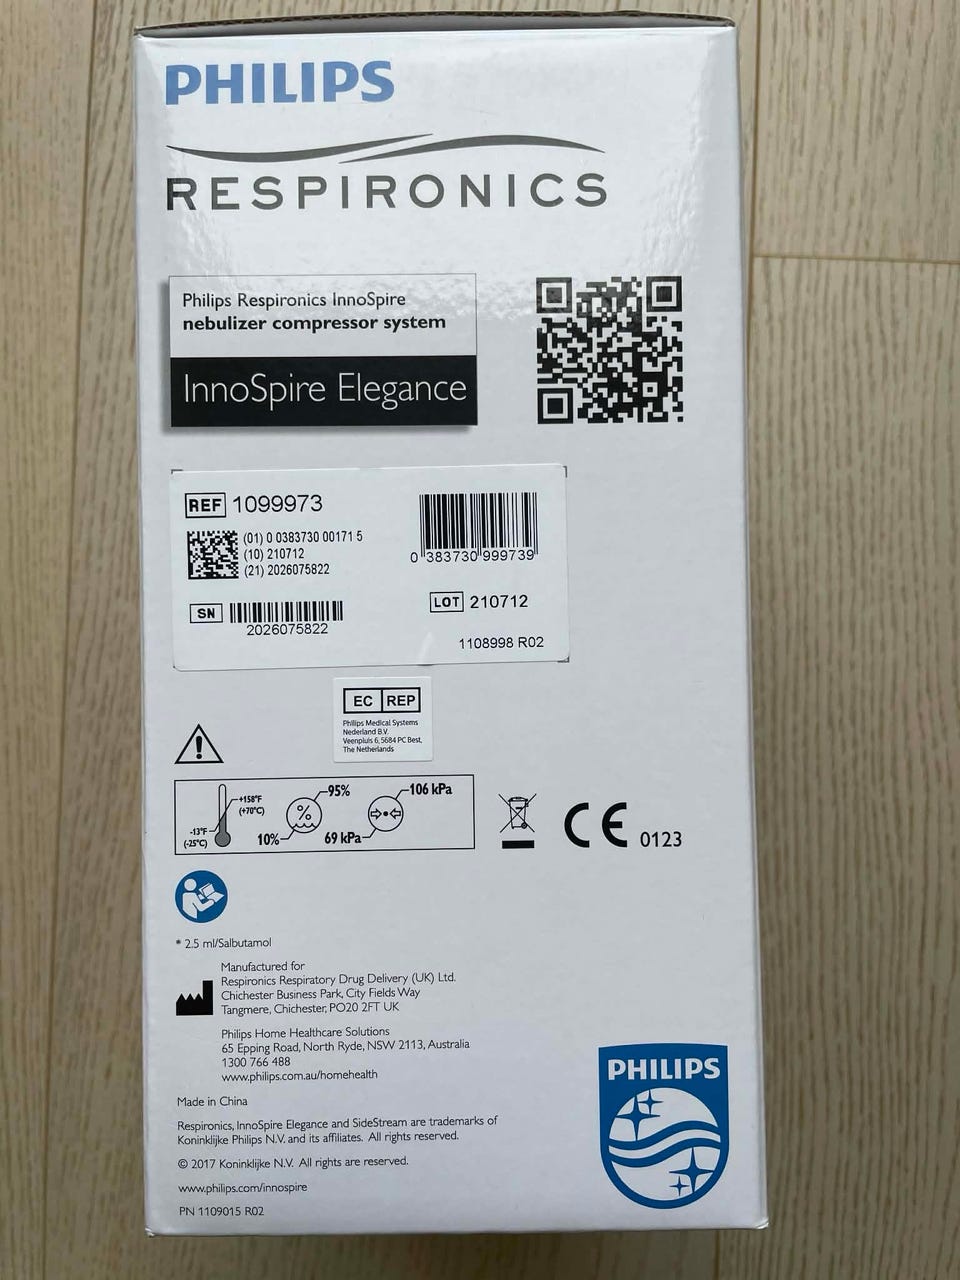 PHILIPS
RESPIRONICS
Philips Respironics InnoSpire
nebulizer compressor system
InnoSpire Elegance
REF 1099973
(01) 0 0383730 00171 5
(10) 210712
(21) 2026075822
0 383730 999739
SN
2026075822
LOT 210712
1108998 R02
EC REP
Philips Medical Systems
Nederland B.V.
Veenpluis 6, 5684 PC Best,
The Netherlands
+158°F
(+70°C)
-13°F
(-25°C)
95%
%
10%
106 kPa
69 kPa
CE 0123
* 2.5 ml/Salbutamol
Manufactured for
Respironics Respiratory Drug Delivery (UK) Ltd.
Chichester Business Park, City Fields Way
Tangmere, Chichester, PO20 2FT UK
Philips Home Healthcare Solutions
65 Epping Road, North Ryde, NSW 2113, Australia
1300 766 488
www.philips.com.au/homehealth
Made in China
Respironics, InnoSpire Elegance and SideStream are trademarks of
Koninklijke Philips N.V. and its affiliates. All rights reserved.
© 2017 Koninklijke N.V. All rights are reserved.
www.philips.com/innospire
PN 1109015 R02
PHILIPS